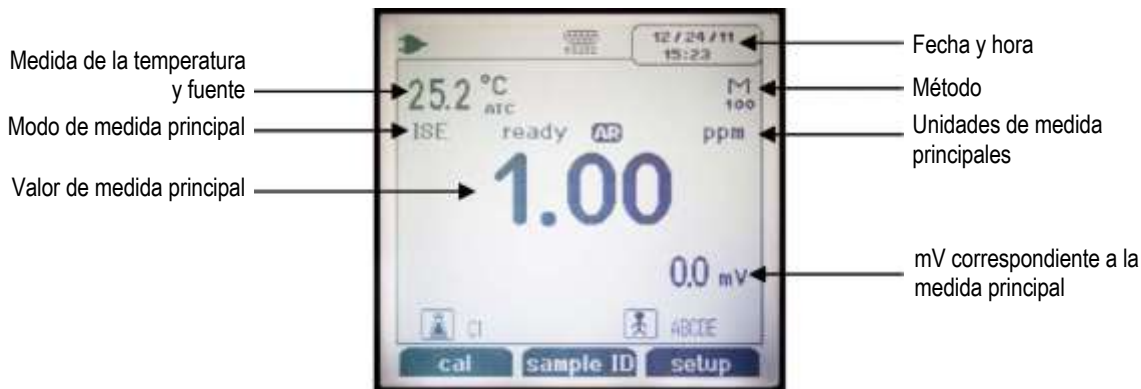 12/24/11
15:23
Medida de la temperatura
y fuente
Modo de medida principal
Valor de medida principal
25.2 °C
ATC
M
100
ISE ready AR ppm
1.00
0.0 mV
C1 ABCDE
cal sample ID setup
Fecha y hora
Método
Unidades de medida
principales
mV correspondiente a la
medida principal